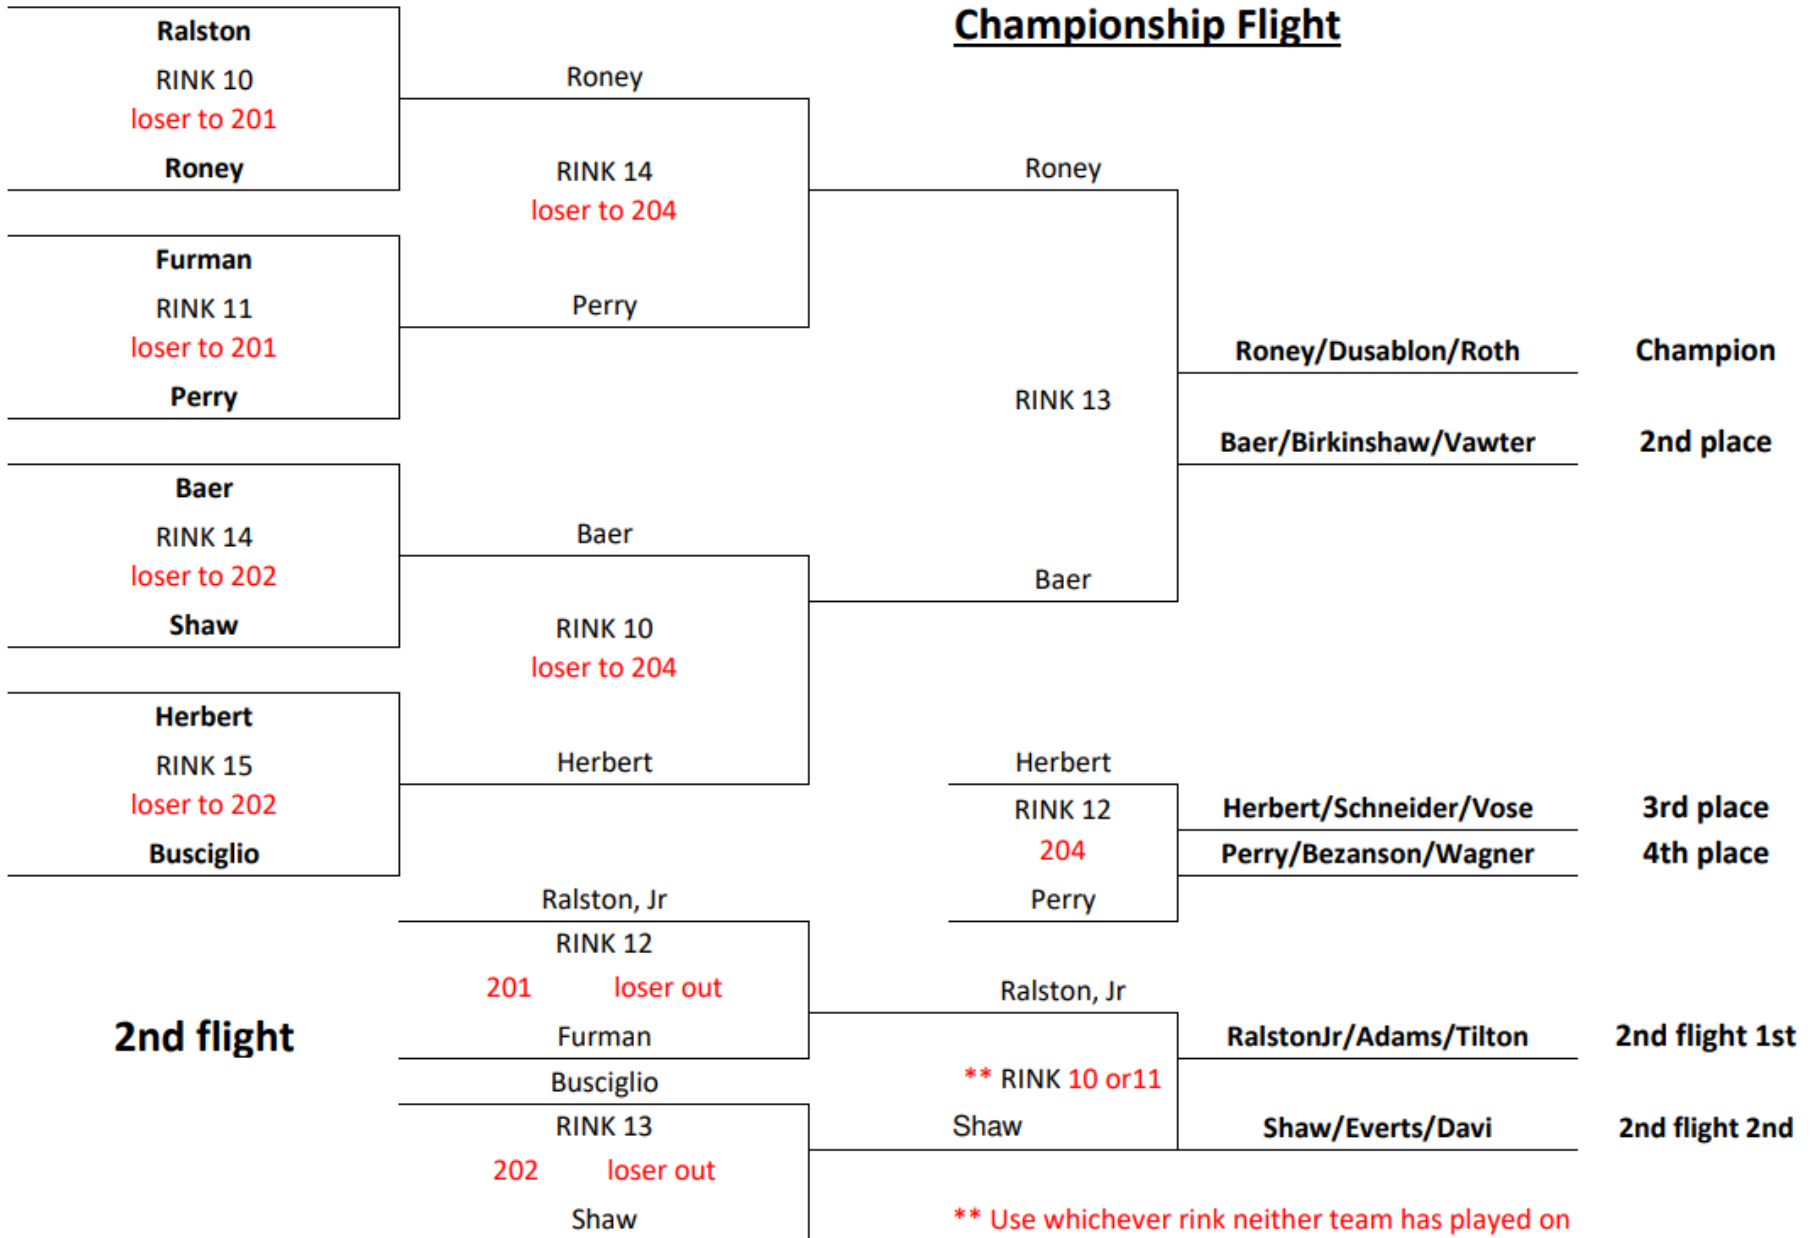 Championship Flight
Ralston
RINK 10
loser to 201
Roney
Furman
RINK 11
loser to 201
Perry
Baer
RINK 14
loser to 202
Shaw
Herbert
RINK 15
loser to 202
Busciglio
Roney
RINK 14
loser to 204
Perry
Baer
RINK 10
loser to 204
Herbert
Roney
RINK 13
Baer
Roney/Dusablon/Roth Champion
Baer/Birkinshaw/Vawter 2nd place
Herbert
RINK 12
204
Perry
Herbert/Schneider/Vose 3rd place
Perry/Bezanson/Wagner 4th place
2nd flight
Ralston, Jr
RINK 12
201 loser out
Furman
Busciglio
RINK 13
202 loser out
Shaw
Ralston, Jr
** RINK 10 or11
Shaw
RalstonJr/Adams/Tilton 2nd flight 1st
Shaw/Everts/Davi 2nd flight 2nd
** Use whichever rink neither team has played on